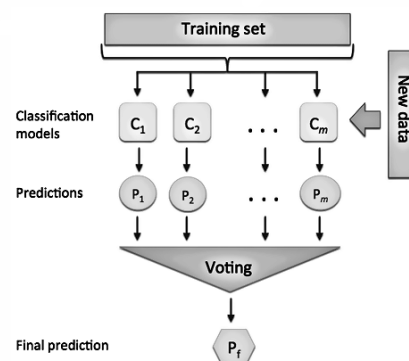 Training set
Classification
models
C1 C2 ... Cm
New data
Predictions
P1 P2 ... Pm
Voting
Final prediction
Pf